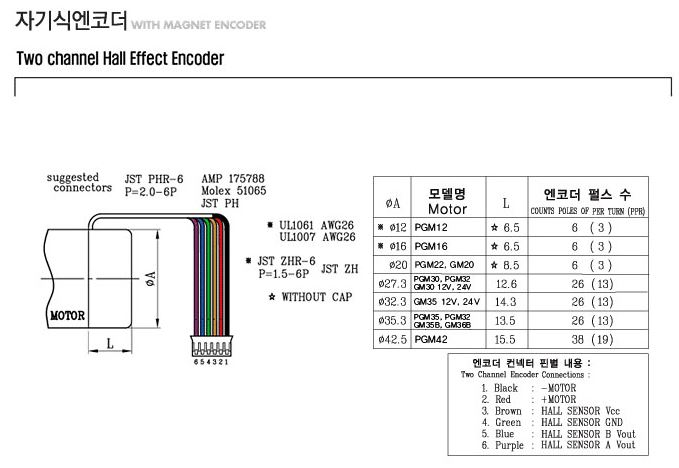 자기식엔코더 WITH MAGNET ENCODER
Two channel Hall Effect Encoder
suggested connectors
JST PHR-6
P=2.0-6P
AMP 175788
Molex 51065
JST PH
※ UL1061 AWG26
UL1007 AWG26
※ JST ZHR-6
P=1.5-6P JST ZH
☆ WITHOUT CAP
øA
MOTOR
L
6 5 4 3 2 1
øA 모델명 Motor L 엔코더 펄스 수 COUNTS POLES OF PER TURN (PPR)
※ ø12 PGM12 ☆ 6.5 6 ( 3 )
※ ø16 PGM16 ☆ 6.5 6 ( 3 )
ø20 PGM22, GM20 ☆ 8.5 6 ( 3 )
ø27.3 PGM30, PGM32 GM30 12V, 24V 12.6 26 (13)
ø32.3 GM35 12V, 24V 14.3 26 (13)
ø35.3 PGM35, PGM32 GM35B, GM36B 13.5 26 (13)
ø42.5 PGM42 15.5 38 (19)
엔코더 컨넥터 핀별 내용 :
Two Channel Encoder Connections :
1. Black : -MOTOR
2. Red : +MOTOR
3. Brown : HALL SENSOR Vcc
4. Green : HALL SENSOR GND
5. Blue : HALL SENSOR B Vout
6. Purple : HALL SENSOR A Vout